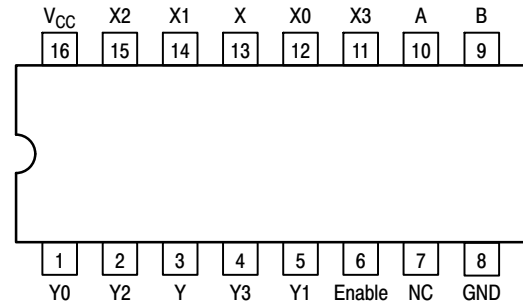 V_CC X2 X1 X X0 X3 A B
16 15 14 13 12 11 10 9
1 2 3 4 5 6 7 8
Y0 Y2 Y Y3 Y1 Enable NC GND